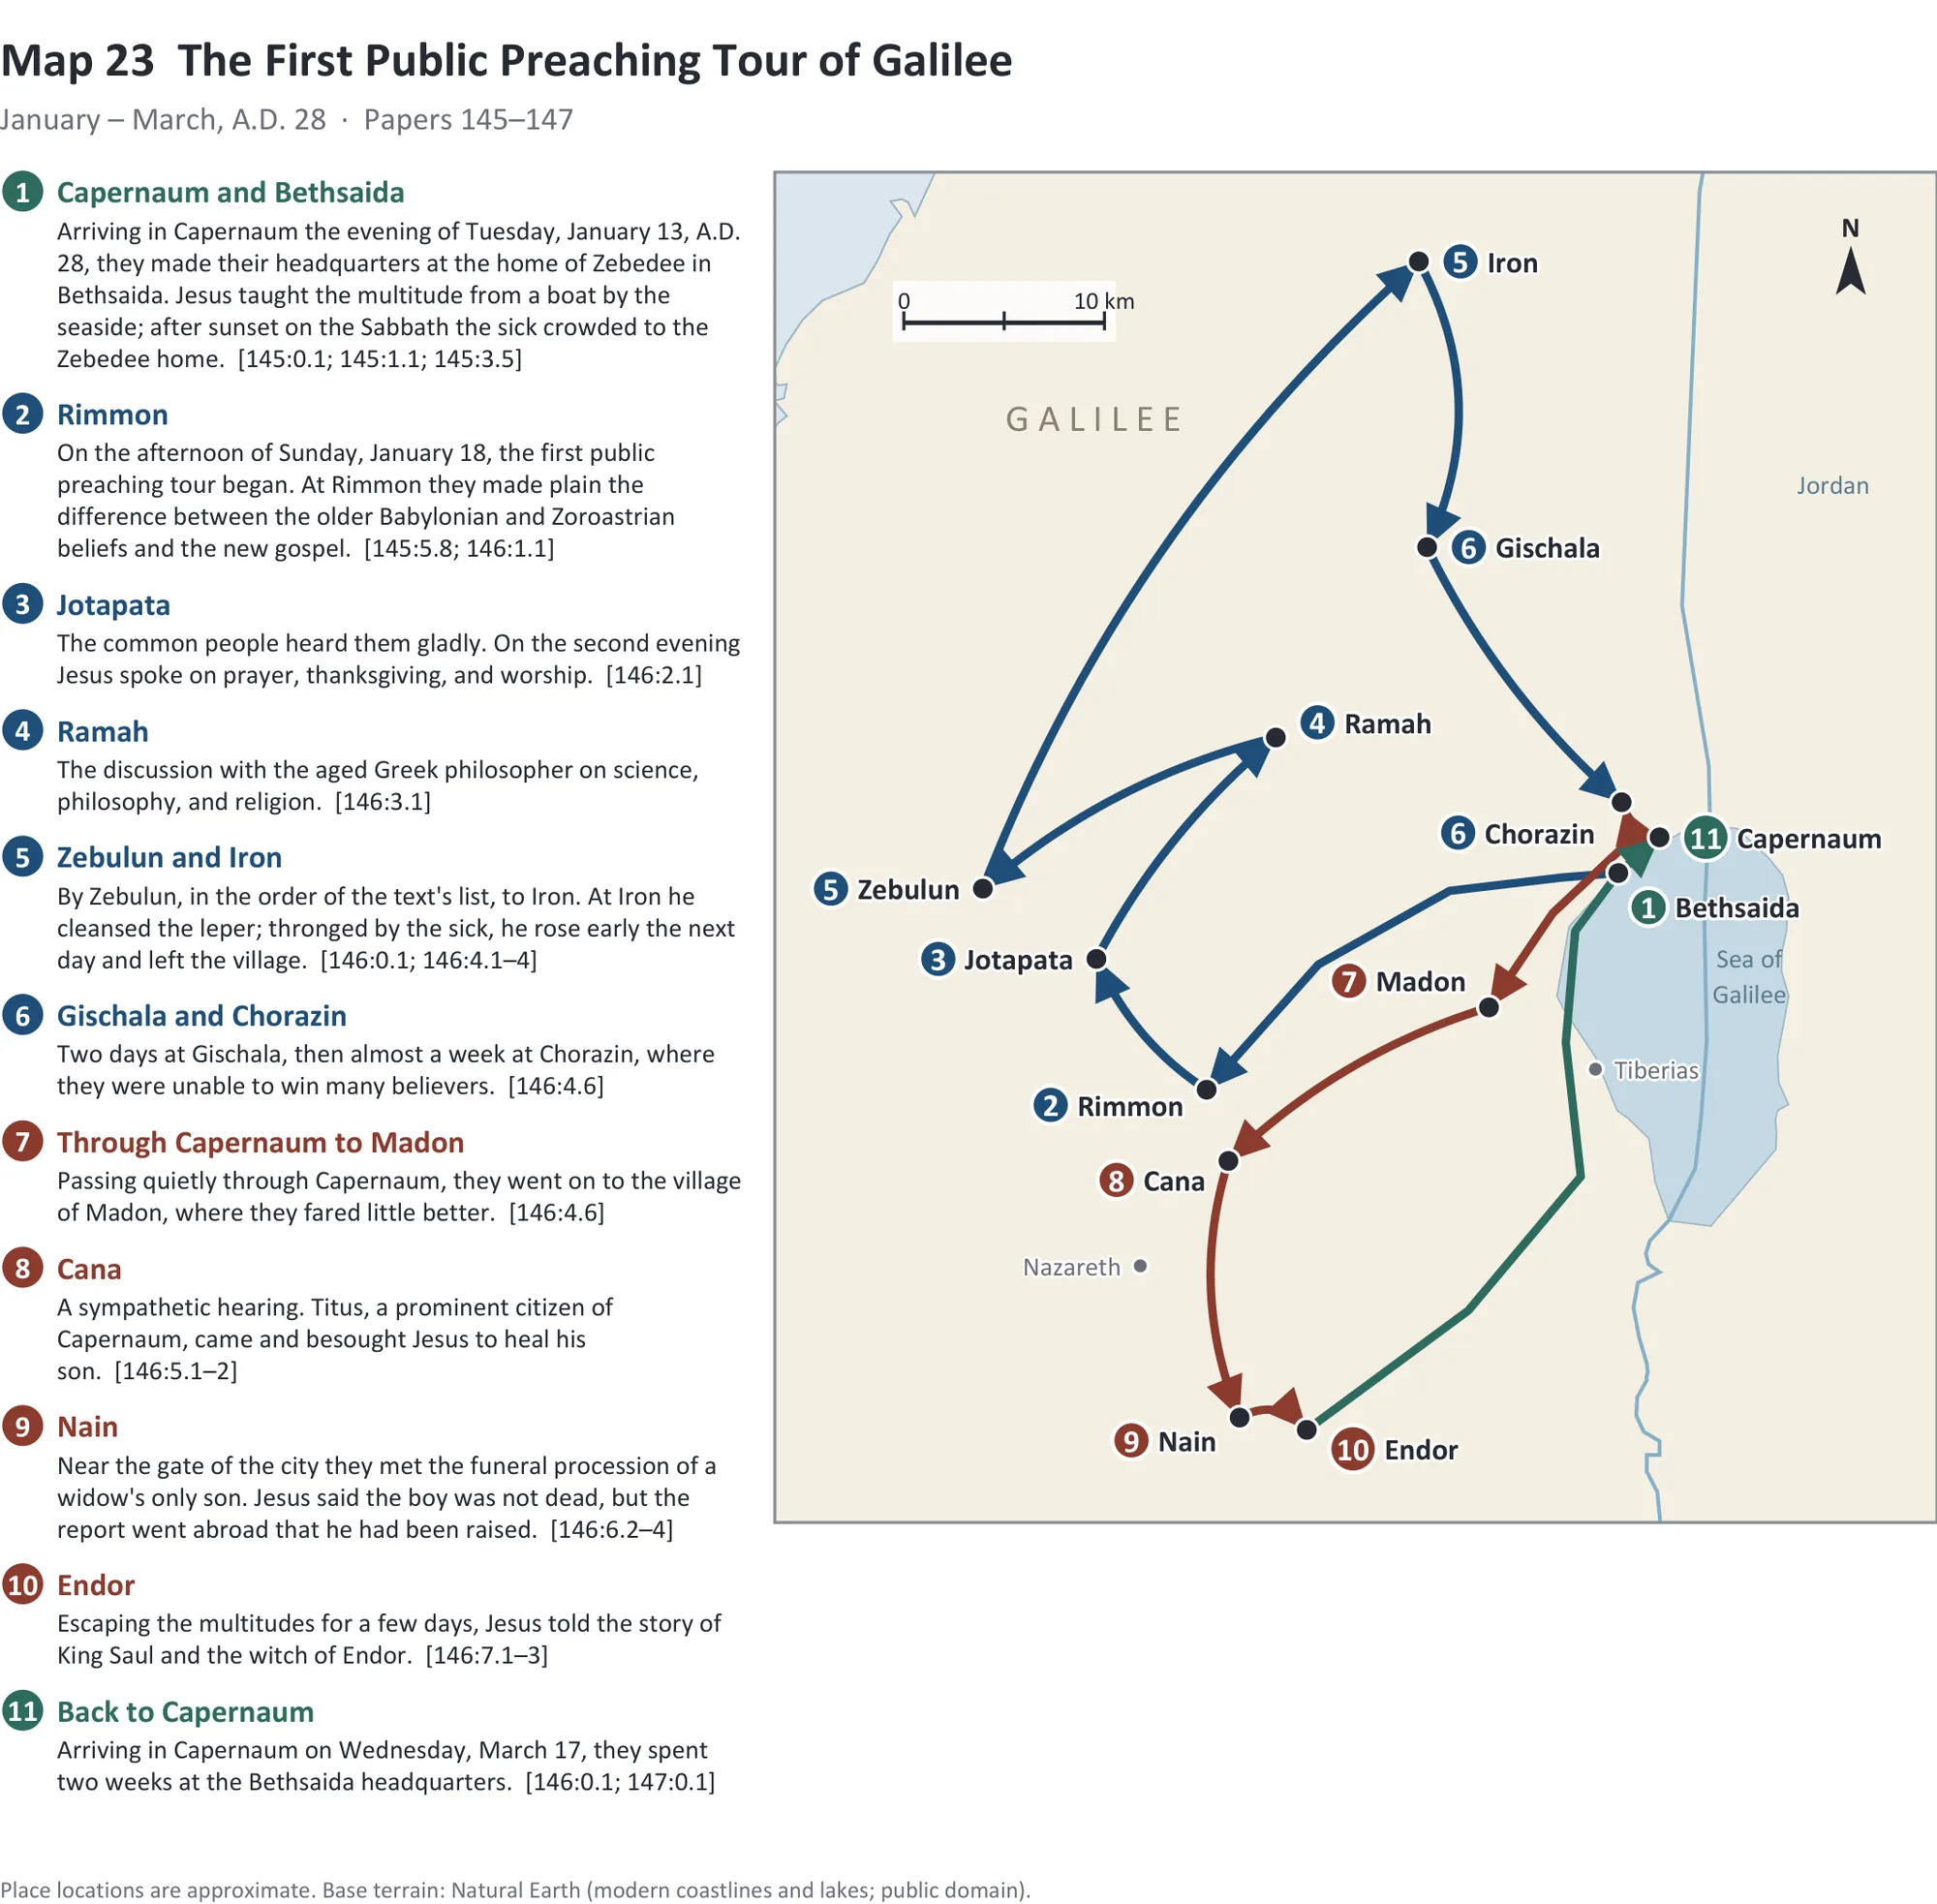 Map 23  The First Public Preaching Tour of Galilee
January – March, A.D. 28  ·  Papers 145–147
1 Capernaum and Bethsaida
Arriving in Capernaum the evening of Tuesday, January 13, A.D.
28, they made their headquarters at the home of Zebedee in
Bethsaida. Jesus taught the multitude from a boat by the
seaside; after sunset on the Sabbath the sick crowded to the
Zebedee home.  [145:0.1; 145:1.1; 145:3.5]
2 Rimmon
On the afternoon of Sunday, January 18, the first public
preaching tour began. At Rimmon they made plain the
difference between the older Babylonian and Zoroastrian
beliefs and the new gospel.  [145:5.8; 146:1.1]
3 Jotapata
The common people heard them gladly. On the second evening
Jesus spoke on prayer, thanksgiving, and worship.  [146:2.1]
4 Ramah
The discussion with the aged Greek philosopher on science,
philosophy, and religion.  [146:3.1]
5 Zebulun and Iron
By Zebulun, in the order of the text's list, to Iron. At Iron he
cleansed the leper; thronged by the sick, he rose early the next
day and left the village.  [146:0.1; 146:4.1–4]
6 Gischala and Chorazin
Two days at Gischala, then almost a week at Chorazin, where
they were unable to win many believers.  [146:4.6]
7 Through Capernaum to Madon
Passing quietly through Capernaum, they went on to the village
of Madon, where they fared little better.  [146:4.6]
8 Cana
A sympathetic hearing. Titus, a prominent citizen of
Capernaum, came and besought Jesus to heal his
son.  [146:5.1–2]
9 Nain
Near the gate of the city they met the funeral procession of a
widow's only son. Jesus said the boy was not dead, but the
report went abroad that he had been raised.  [146:6.2–4]
10 Endor
Escaping the multitudes for a few days, Jesus told the story of
King Saul and the witch of Endor.  [146:7.1–3]
11 Back to Capernaum
Arriving in Capernaum on Wednesday, March 17, they spent
two weeks at the Bethsaida headquarters.  [146:0.1; 147:0.1]
N
5 Iron
0 10 km
GALILEE
Jordan
6 Gischala
4 Ramah
6 Chorazin
11 Capernaum
5 Zebulun
1 Bethsaida
3 Jotapata
Sea of
Galilee
7 Madon
Tiberias
2 Rimmon
8 Cana
Nazareth
9 Nain
10 Endor
Place locations are approximate. Base terrain: Natural Earth (modern coastlines and lakes; public domain).